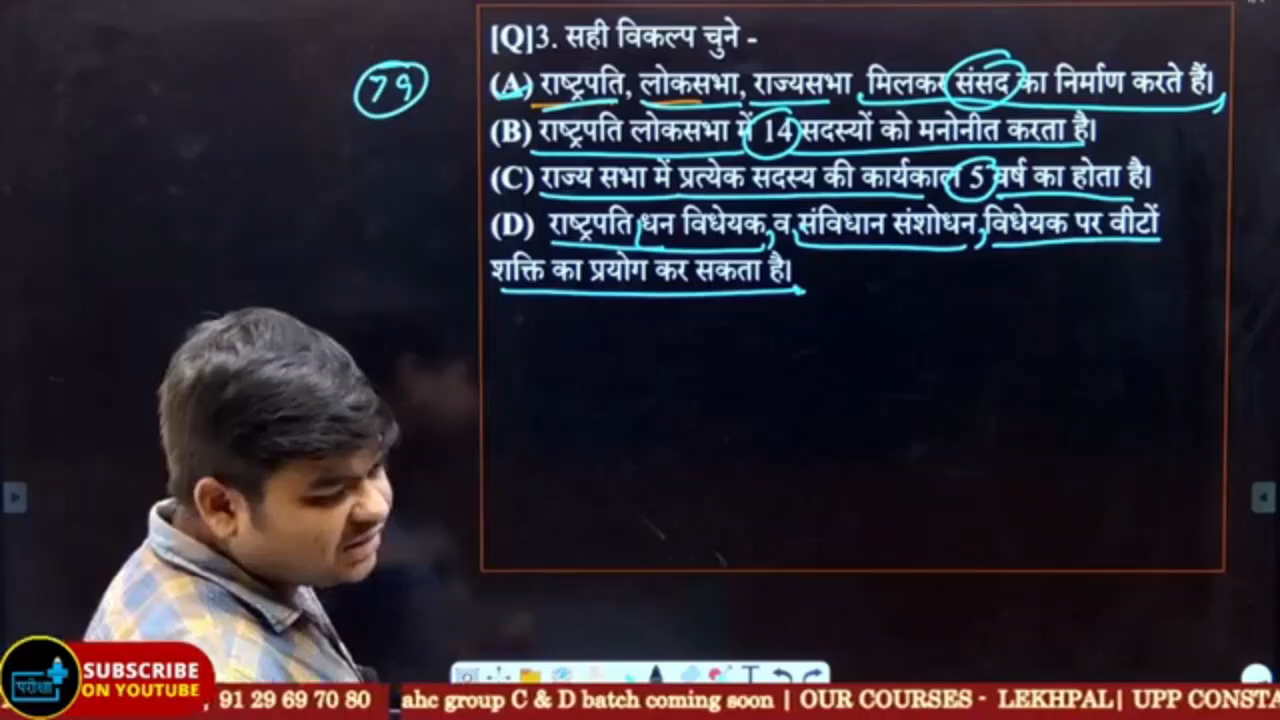 [Q]3. सही विकल्प चुने -
79
(A) राष्ट्रपति, लोकसभा, राज्यसभा ,मिलकर संसद का निर्माण करते हैं।
(B) राष्ट्रपति लोकसभा में 14 सदस्यों को मनोनीत करता है।
(C) राज्य सभा में प्रत्येक सदस्य की कार्यकाल 5 वर्ष का होता है।
(D) राष्ट्रपति धन विधेयक, व संविधान संशोधन, विधेयक पर वीटों
शक्ति का प्रयोग कर सकता है।
परीक्षा
SUBSCRIBE
ON YOUTUBE
, 91 29 69 70 80 | ahc group C & D batch coming soon | OUR COURSES - LEKHPAL| UPP CONSTA